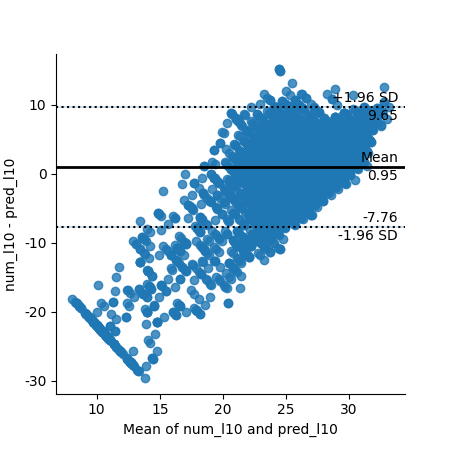 +1.96 SD
9.65
Mean
0.95
-7.76
-1.96 SD
10
0
-10
-20
-30
10 15 20 25 30
num_l10 - pred_l10
Mean of num_l10 and pred_l10